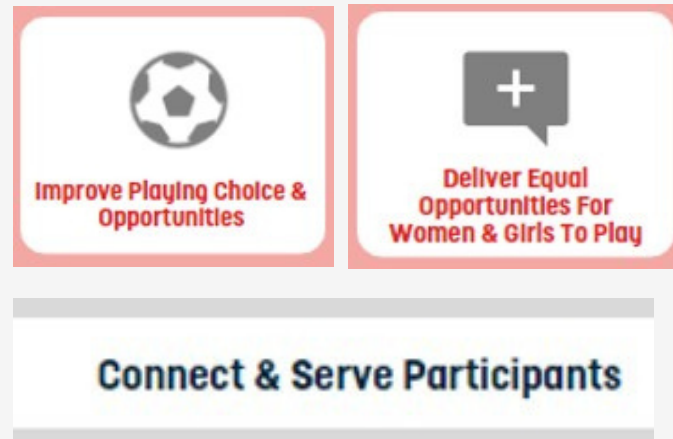 Improve Playing Choice &
Opportunities
Deliver Equal
Opportunities For
Women & Girls To Play
Connect & Serve Participants